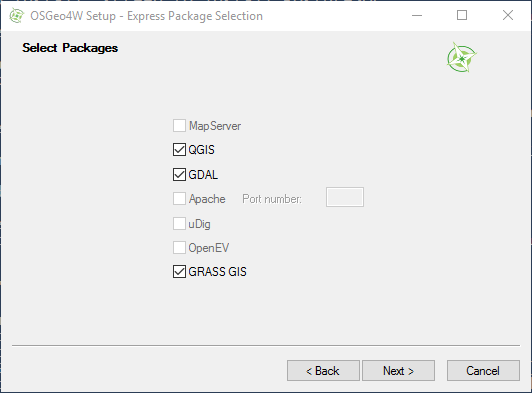 OSGeo4W Setup - Express Package Selection
Select Packages
MapServer
QGIS
GDAL
Apache Port number:
uDig
OpenEV
GRASS GIS
< Back Next > Cancel